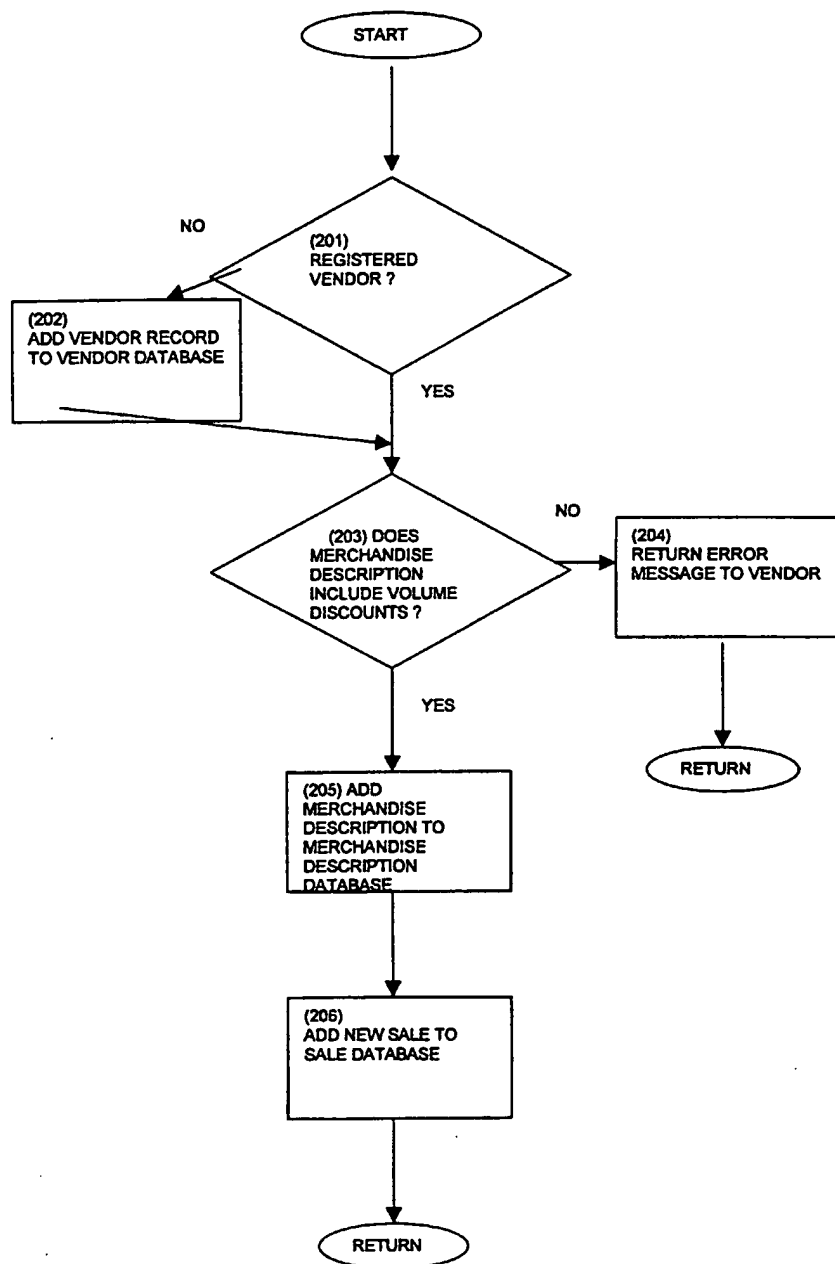 START
NO
(201)
REGISTERED
VENDOR ?
(202)
ADD VENDOR RECORD
TO VENDOR DATABASE
YES
(203) DOES
MERCHANDISE
DESCRIPTION
INCLUDE VOLUME
DISCOUNTS ?
NO
(204)
RETURN ERROR
MESSAGE TO VENDOR
YES
RETURN
(205) ADD
MERCHANDISE
DESCRIPTION TO
MERCHANDISE
DESCRIPTION
DATABASE
(206)
ADD NEW SALE TO
SALE DATABASE
RETURN